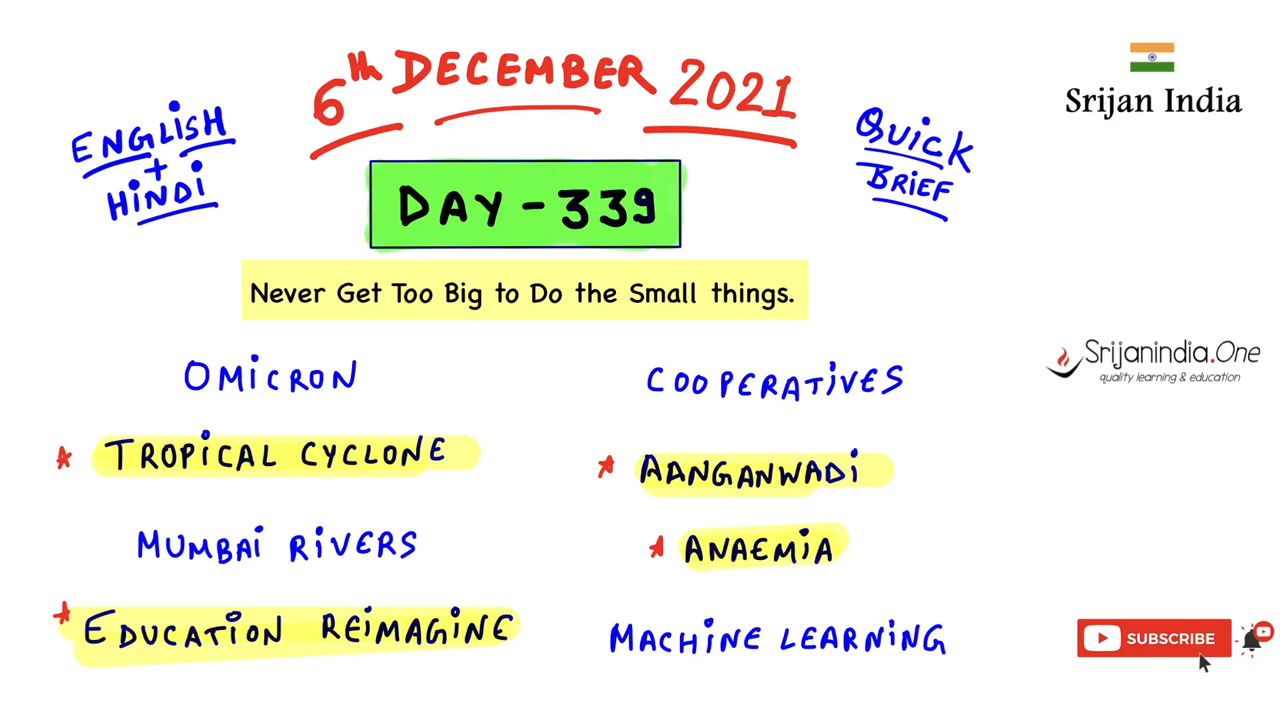 6th DECEMBER 2021
Srijan India
ENGLISH
+
HINDI
QUICK
BRIEF
DAY - 339
Never Get Too Big to Do the Small things.
OMICRON
COOPERATIVES
Srijanindia.One
quality learning & education
* TROPICAL CYCLONE
* AANGANWADI
MUMBAI RIVERS
* ANAEMIA
* EDUCATION REIMAGINE
MACHINE LEARNING
SUBSCRIBE